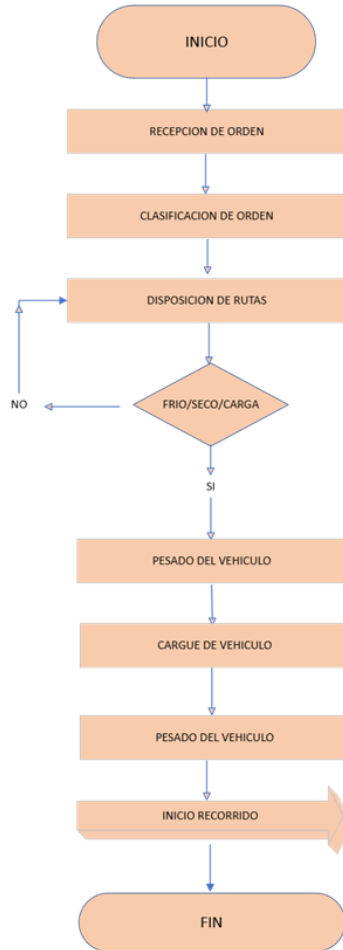 INICIO
RECEPCION DE ORDEN
CLASIFICACION DE ORDEN
DISPOSICION DE RUTAS
FRIO/SECO/CARGA
NO
SI
PESADO DEL VEHICULO
CARGUE DE VEHICULO
PESADO DEL VEHICULO
INICIO RECORRIDO
FIN